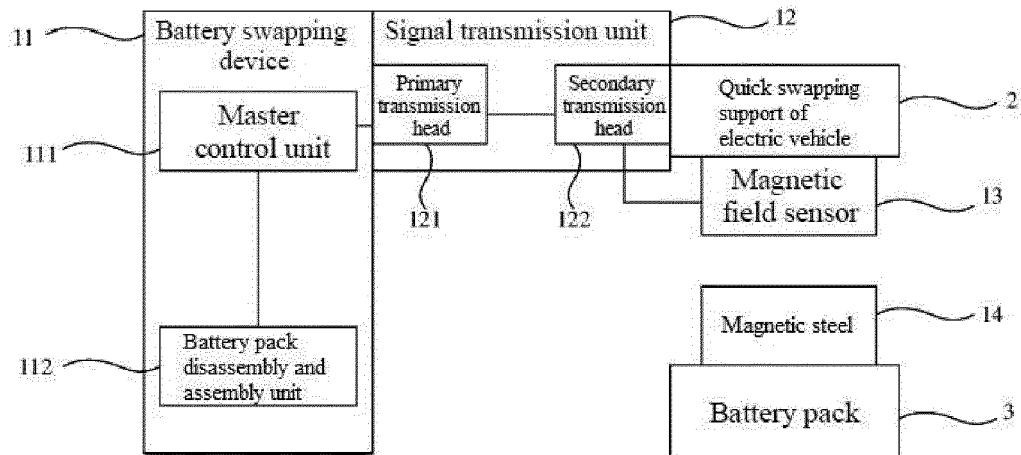 11
Battery swapping
device
Signal transmission unit
12
Primary
transmission
head
Secondary
transmission
head
Quick swapping
support of
electric vehicle
2
Master
control unit
111
121
122
Magnetic
field sensor
13
Magnetic steel
14
Battery pack
disassembly and
assembly unit
112
Battery pack
3